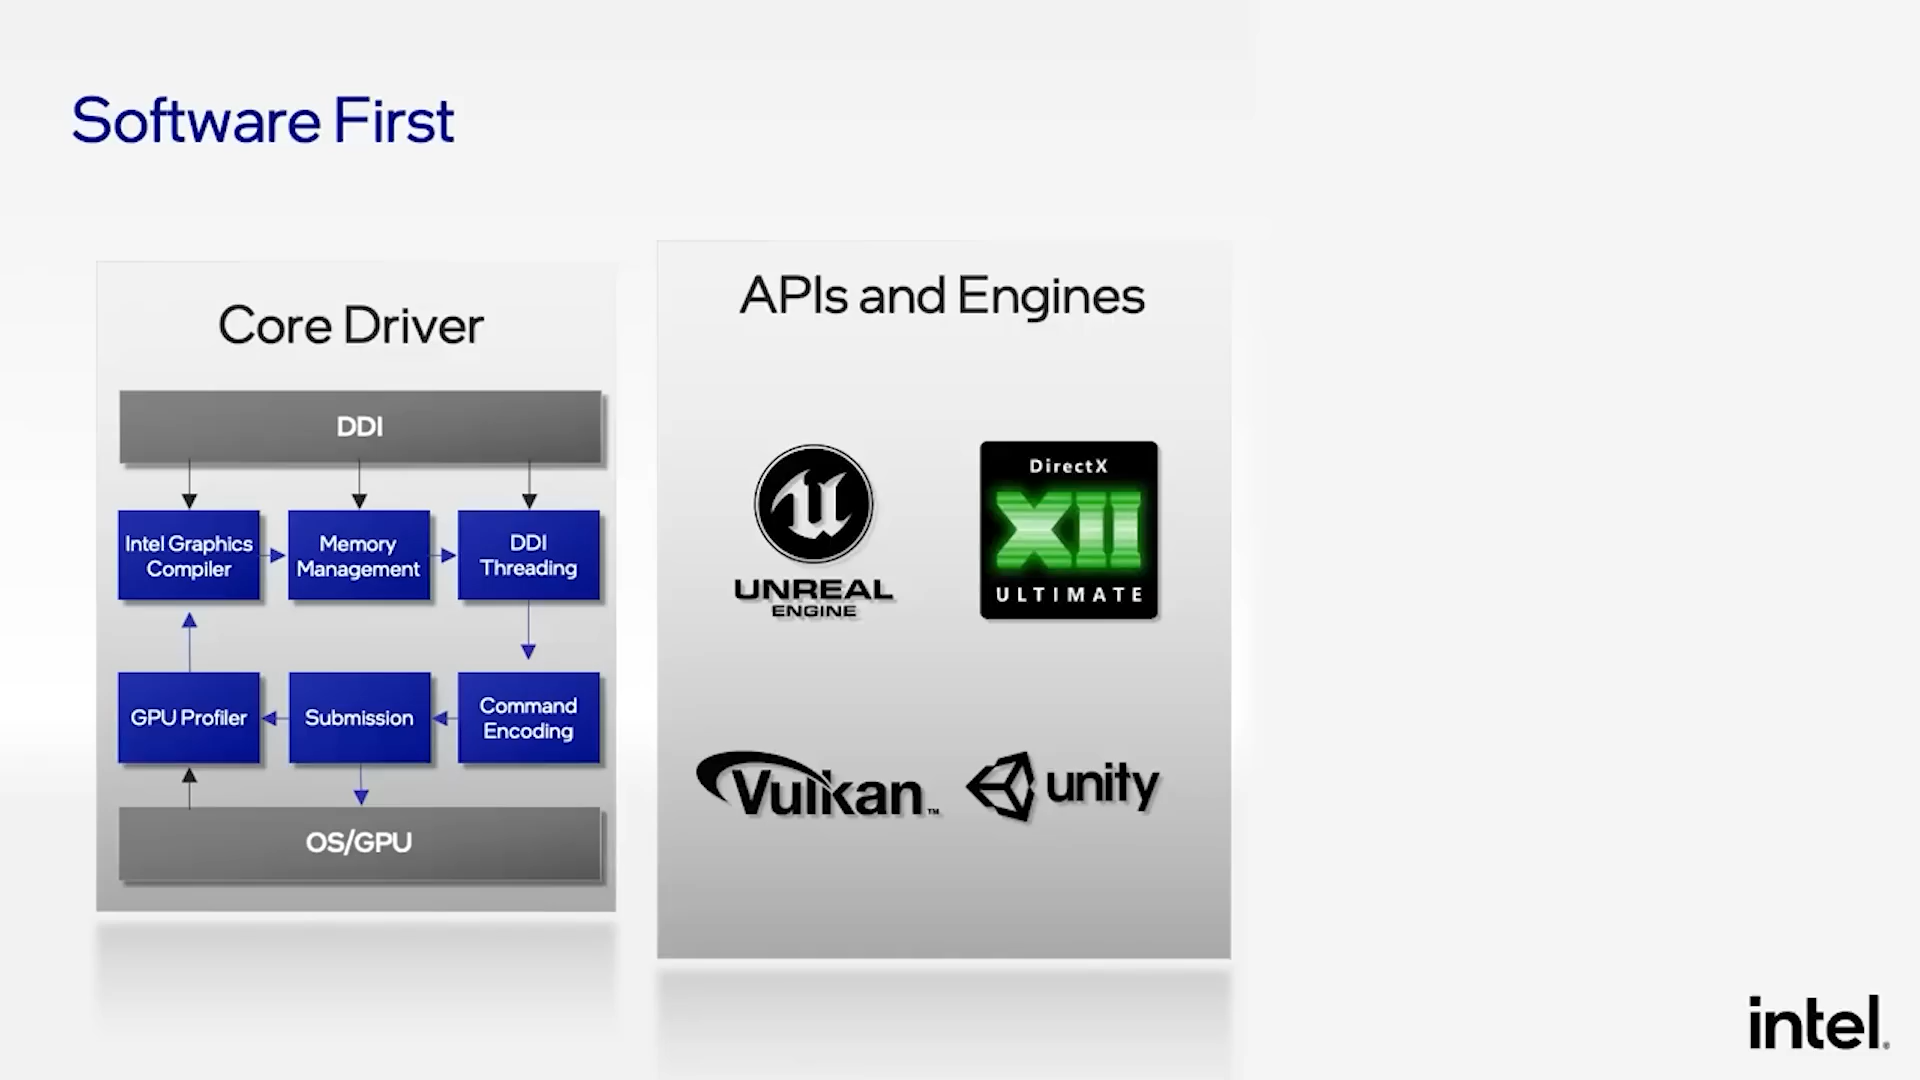 Software First
Core Driver
DDI
Intel Graphics
Compiler
Memory
Management
DDI
Threading
GPU Profiler
Submission
Command
Encoding
OS/GPU
APIs and Engines
UNREAL
ENGINE
DirectX
XII
ULTIMATE
Vulkan™
unity
intel.